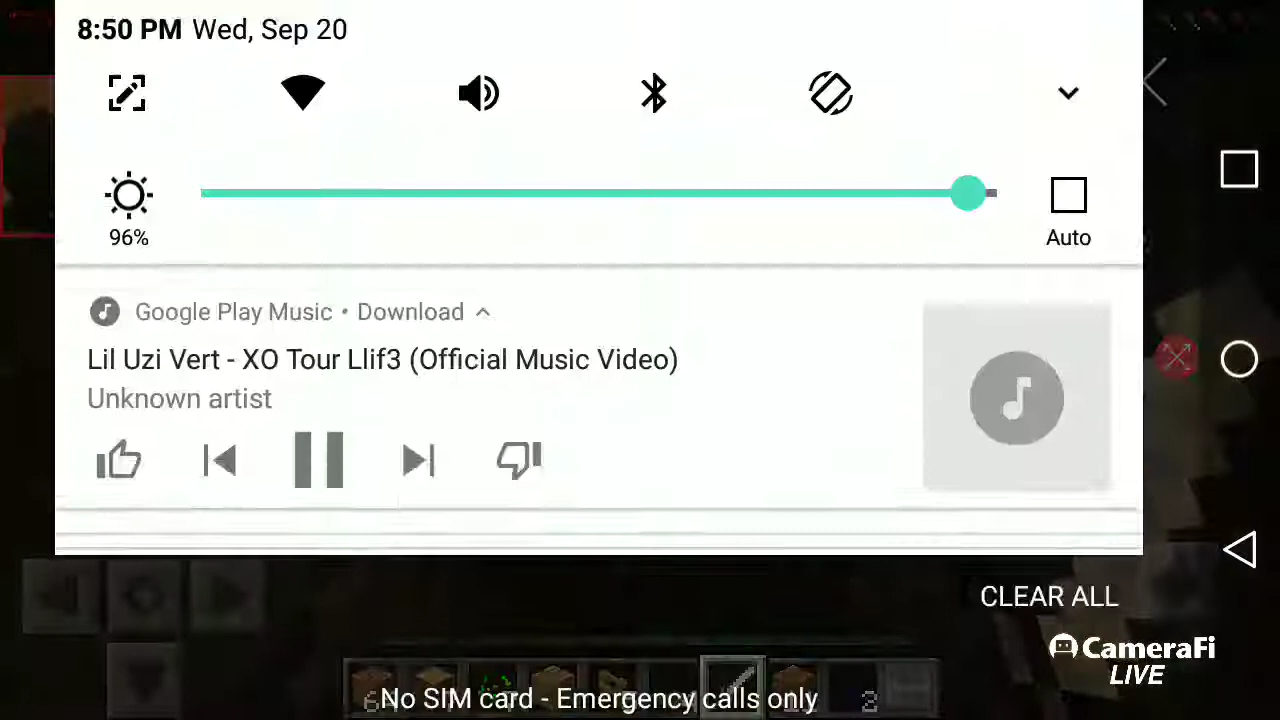 8:50 PM Wed, Sep 20
96%
Auto
Google Play Music • Download
Lil Uzi Vert - XO Tour Llif3 (Official Music Video)
Unknown artist
CLEAR ALL
CameraFi
LIVE
No SIM card - Emergency calls only
2